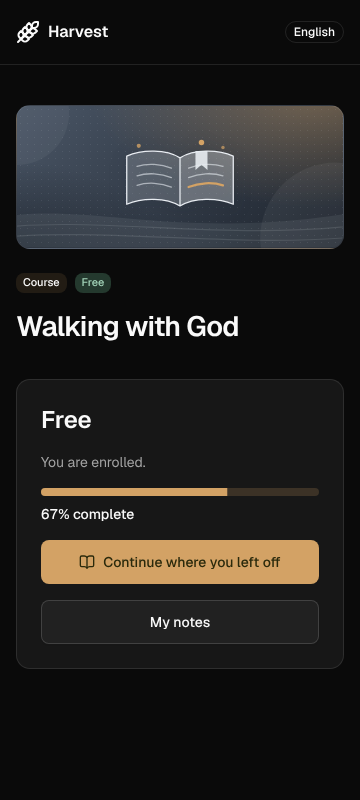 Harvest
English
Course
Free
Walking with God
Free
You are enrolled.
67% complete
Continue where you left off
My notes